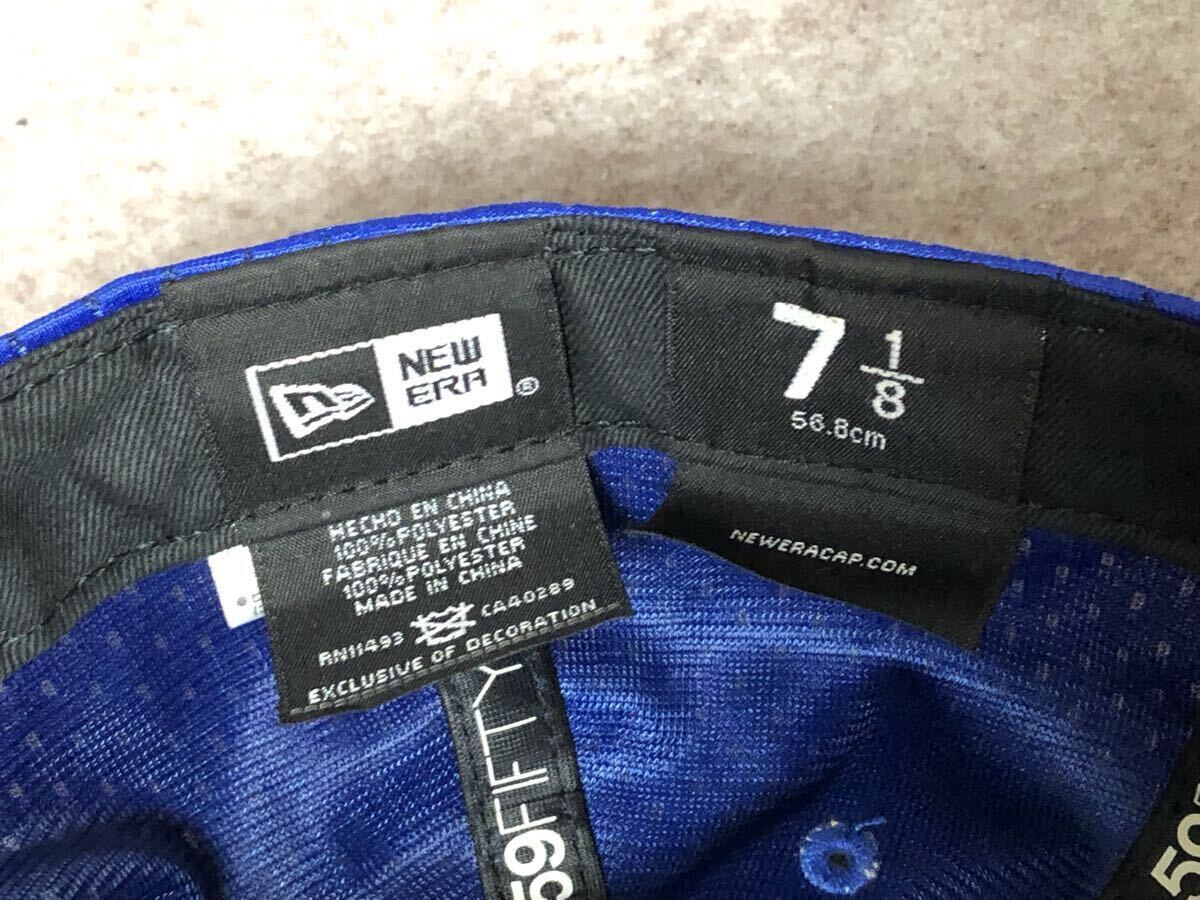 NEW
ERA
®
7 1/8
56.8cm
HECHO EN CHINA
100% POLYESTER
FABRIQUE EN CHINE
100% POLYESTER
MADE IN CHINA
RN11493 CA40289
EXCLUSIVE OF DECORATION
NEWERACAP.COM
59FIFTY